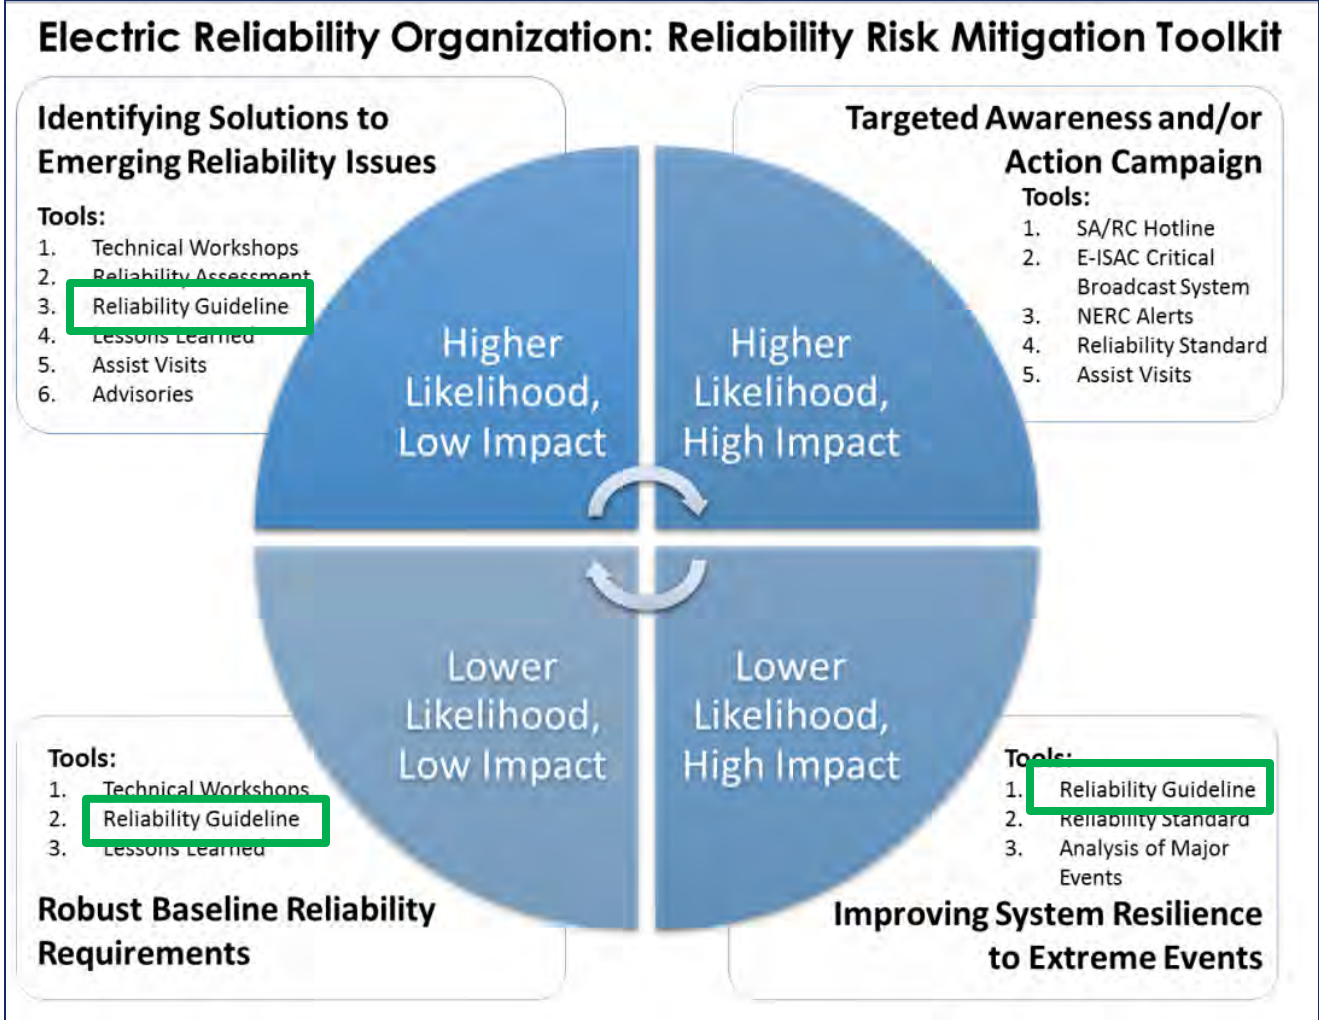 Electric Reliability Organization: Reliability Risk Mitigation Toolkit
Identifying Solutions to
Emerging Reliability Issues
Tools:
1. Technical Workshops
2. Reliability Assessment
3. Reliability Guideline
4. Lessons Learned
5. Assist Visits
6. Advisories
Targeted Awareness and/or
Action Campaign
Tools:
1. SA/RC Hotline
2. E-ISAC Critical
Broadcast System
3. NERC Alerts
4. Reliability Standard
5. Assist Visits
Higher
Likelihood,
Low Impact
Higher
Likelihood,
High Impact
Lower
Likelihood,
Low Impact
Lower
Likelihood,
High Impact
Tools:
1. Technical Workshops
2. Reliability Guideline
3. Lessons Learned
Robust Baseline Reliability
Requirements
Tools:
1. Reliability Guideline
2. Reliability Standard
3. Analysis of Major
Events
Improving System Resilience
to Extreme Events